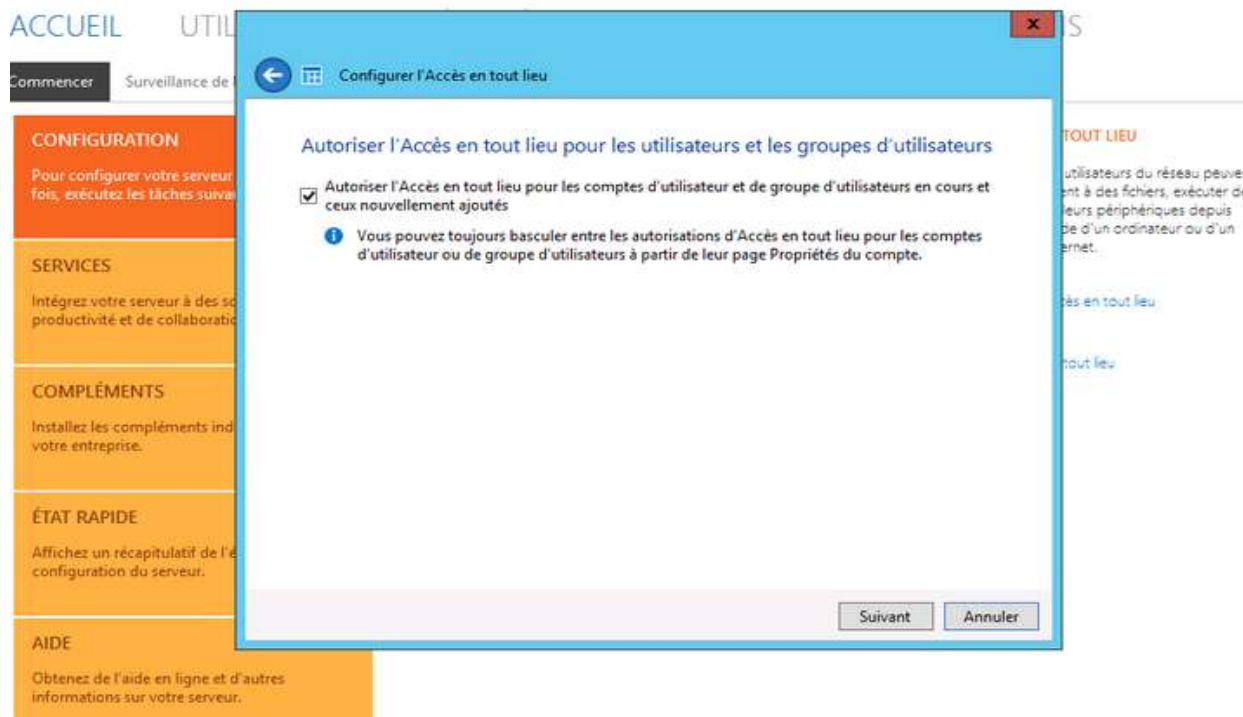 ACCUEIL UTIL
Commencer Surveillance de
CONFIGURATION
Pour configurer votre serveur
fois, exécutez les tâches suiva
SERVICES
Intégrez votre serveur à des so
productivité et de collaboratio
COMPLÉMENTS
Installez les compléments ind
votre entreprise.
ÉTAT RAPIDE
Affichez un récapitulatif de l'é
configuration du serveur.
AIDE
Obtenez de l'aide en ligne et d'autres
informations sur votre serveur.
x
Configurer l'Accès en tout lieu
Autoriser l'Accès en tout lieu pour les utilisateurs et les groupes d'utilisateurs
Autoriser l'Accès en tout lieu pour les comptes d'utilisateur et de groupe d'utilisateurs en cours et
ceux nouvellement ajoutés
Vous pouvez toujours basculer entre les autorisations d'Accès en tout lieu pour les comptes
d'utilisateur ou de groupe d'utilisateurs à partir de leur page Propriétés du compte.
Suivant Annuler
S
TOUT LIEU
utilisateurs du réseau peuve
nt à des fichiers, exécuter de
leurs périphériques depuis
de d'un ordinateur ou d'un
ernet.
ès en tout lieu
tout lieu